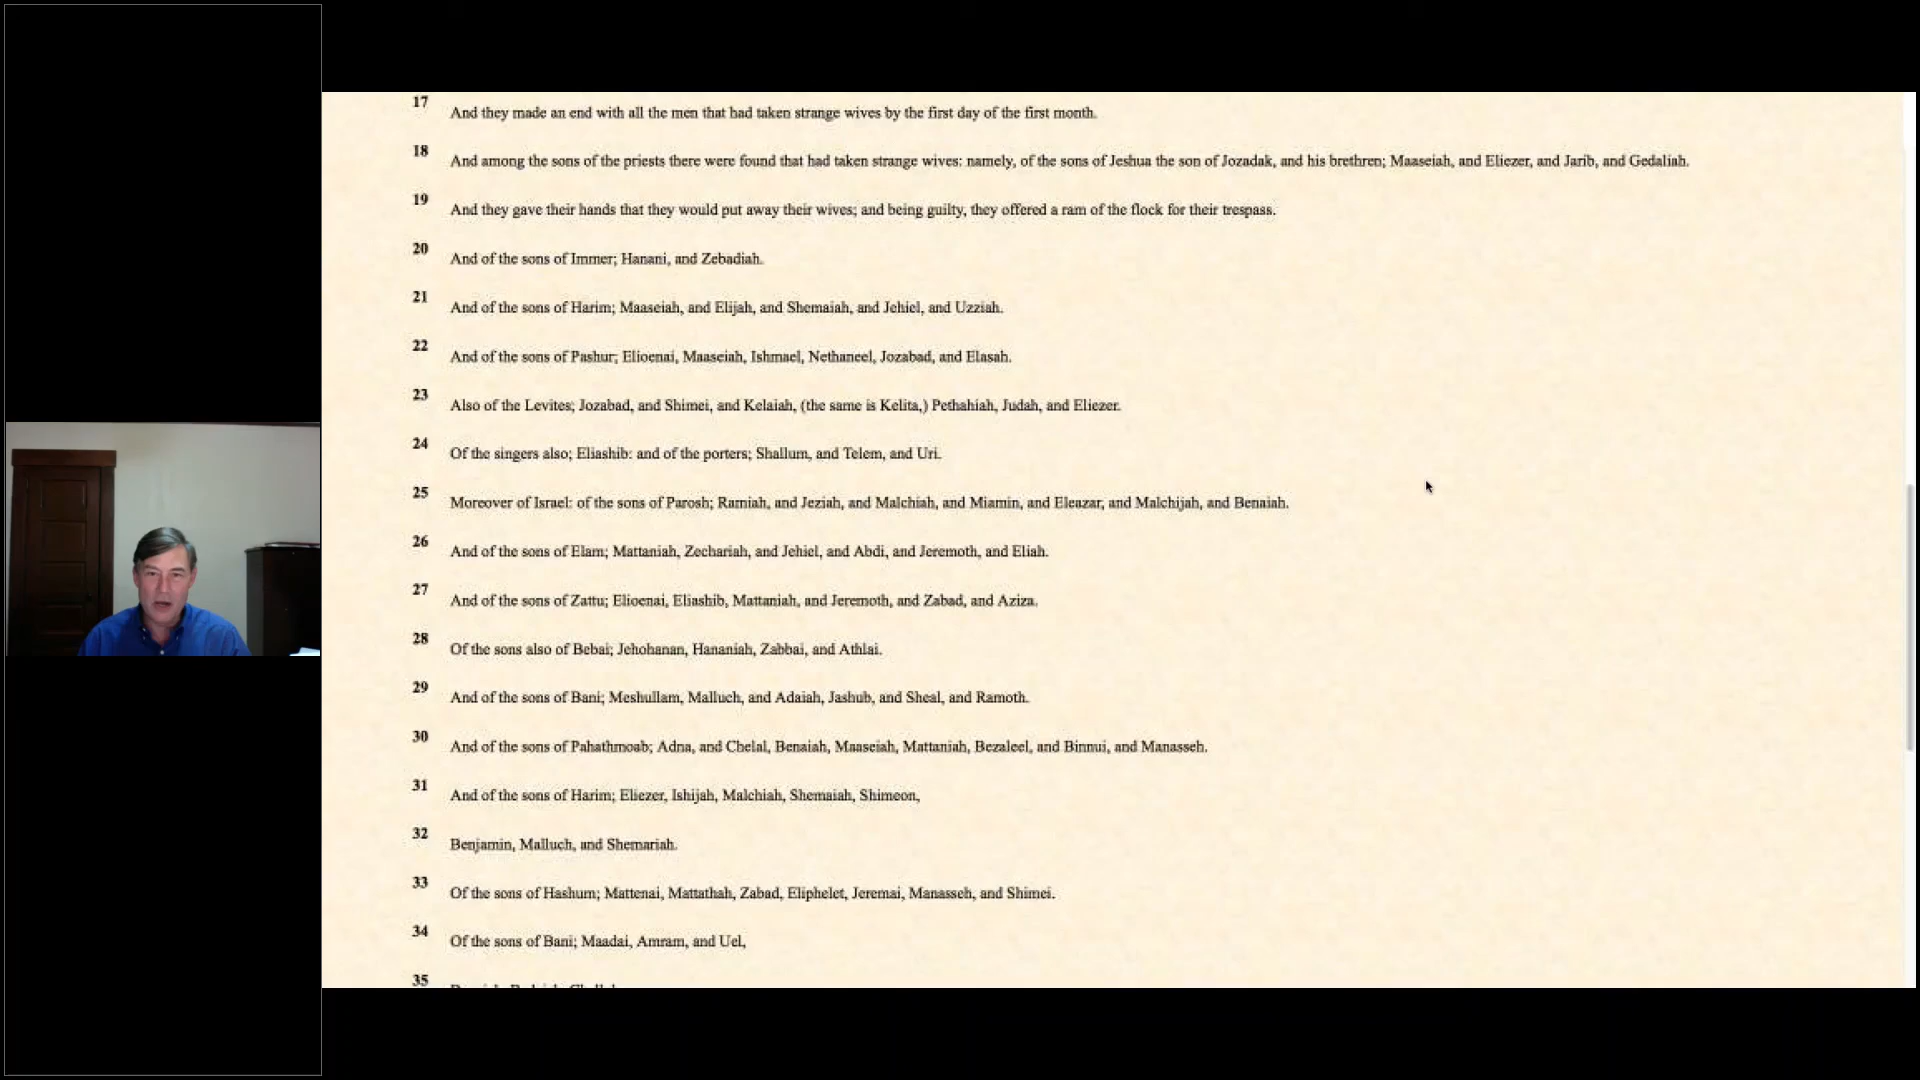 17
And they made an end with all the men that had taken strange wives by the first day of the first month.
18
And among the sons of the priests there were found that had taken strange wives: namely, of the sons of Jeshua the son of Jozadak, and his brethren; Maaseiah, and Eliezer, and Jarib, and Gedaliah.
19
And they gave their hands that they would put away their wives; and being guilty, they offered a ram of the flock for their trespass.
20
And of the sons of Immer; Hanani, and Zebadiah.
21
And of the sons of Harim; Maaseiah, and Elijah, and Shemaiah, and Jehiel, and Uzziah.
22
And of the sons of Pashur; Elioenai, Maaseiah, Ishmael, Nethaneel, Jozabad, and Elasah.
23
Also of the Levites; Jozabad, and Shimei, and Kelaiah, (the same is Kelita,) Pethahiah, Judah, and Eliezer.
24
Of the singers also; Eliashib: and of the porters; Shallum, and Telem, and Uri.
25
Moreover of Israel: of the sons of Parosh; Ramiah, and Jeziah, and Malchiah, and Miamin, and Eleazar, and Malchijah, and Benaiah.
26
And of the sons of Elam; Mattaniah, Zechariah, and Jehiel, and Abdi, and Jeremoth, and Eliah.
27
And of the sons of Zattu; Elioenai, Eliashib, Mattaniah, and Jeremoth, and Zabad, and Aziza.
28
Of the sons also of Bebai; Jehohanan, Hananiah, Zabbai, and Athlai.
29
And of the sons of Bani; Meshullam, Malluch, and Adaiah, Jashub, and Sheal, and Ramoth.
30
And of the sons of Pahathmoab; Adna, and Chelal, Benaiah, Maaseiah, Mattaniah, Bezaleel, and Binnui, and Manasseh.
31
And of the sons of Harim; Eliezer, Ishijah, Malchiah, Shemaiah, Shimeon,
32
Benjamin, Malluch, and Shemariah.
33
Of the sons of Hashum; Mattenai, Mattathah, Zabad, Eliphelet, Jeremai, Manasseh, and Shimei.
34
Of the sons of Bani; Maadai, Amram, and Uel,
35